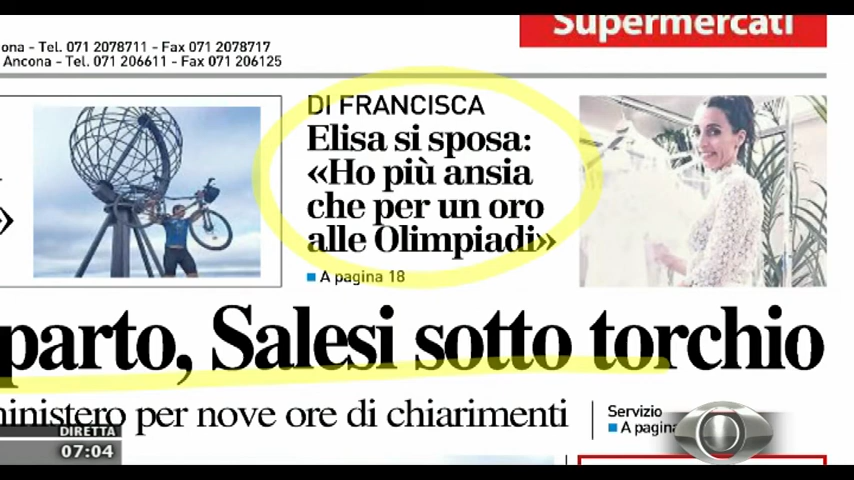 Supermercati
ona - Tel. 071 2078711 - Fax 071 2078717
Ancona - Tel. 071 206611 - Fax 071 206125
DI FRANCISCA
Elisa si sposa:
«Ho più ansia
che per un oro
alle Olimpiadi»
A pagina 18
»
parto, Salesi sotto torchio
ministero per nove ore di chiarimenti
Servizio
A pagina
DIRETTA
07:04